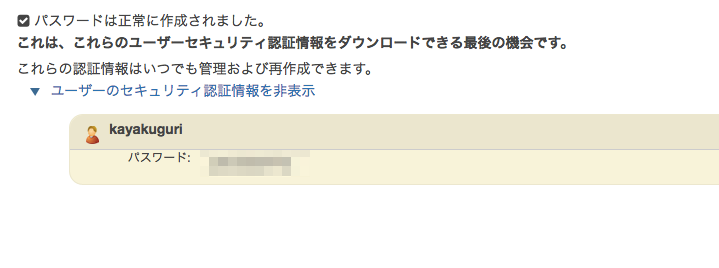 パスワードは正常に作成されました。
これは、これらのユーザーセキュリティ認証情報をダウンロードできる最後の機会です。
これらの認証情報はいつでも管理および再作成できます。
ユーザーのセキュリティ認証情報を非表示
kayakuguri
パスワード: